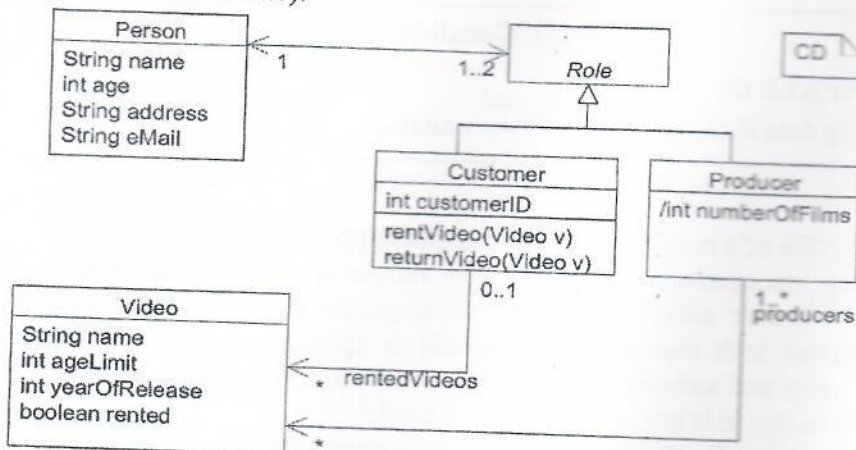 Person
String name
int age
String address
String eMail
1
1..2
Role
CD
Customer
int customerID
rentVideo(Video v)
returnVideo(Video v)
0..1
Producer
/int numberOfFilms
1..*
producers
Video
String name
int ageLimit
int yearOfRelease
boolean rented
* rentedVideos
*